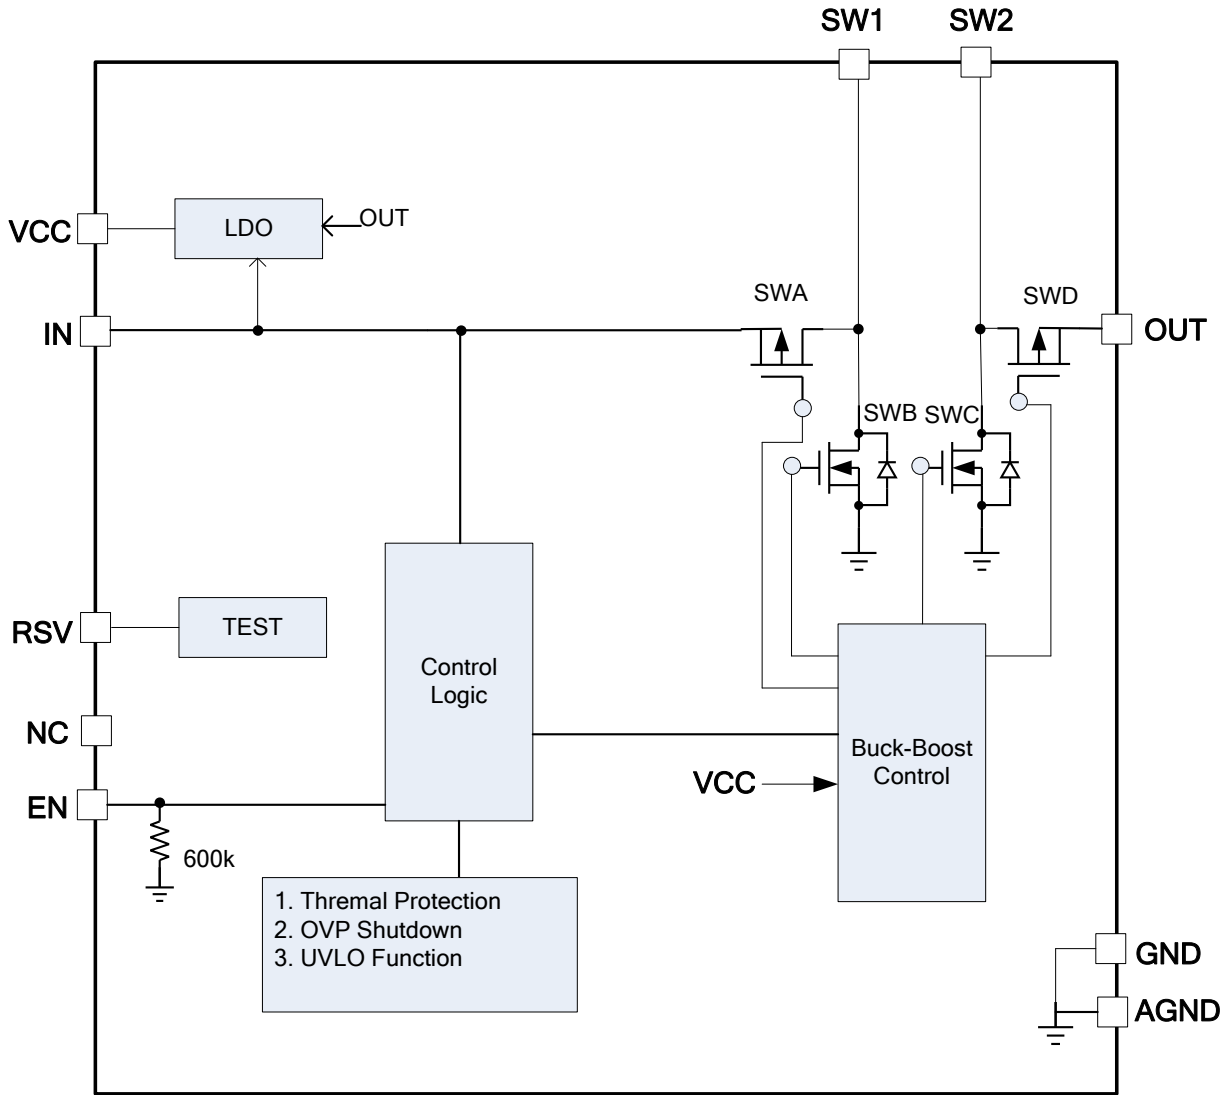 SW1 SW2
VCC
LDO
OUT
IN
SWA
SWD
OUT
SWB SWC
RSV
TEST
Control
Logic
NC
Buck-Boost
Control
VCC
EN
600k
1. Thremal Protection
2. OVP Shutdown
3. UVLO Function
GND
AGND